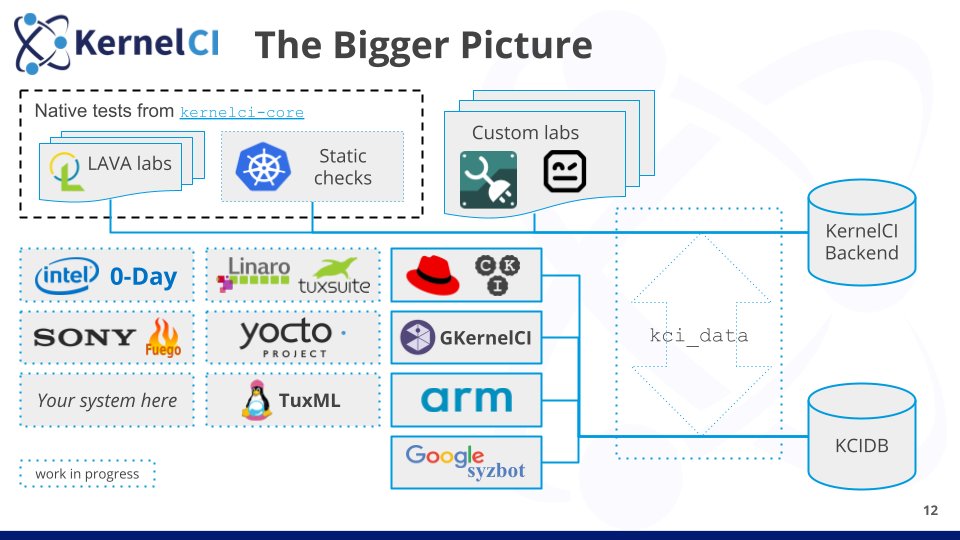 KernelCI
The Bigger Picture
Native tests from kernelci-core
LAVA labs
Static
checks
Custom labs
KernelCI
Backend
intel 0-Day
Linaro
tuxsuite
C K
I
SONY
Fuego
yocto
PROJECT
GKernelCI
kci_data
Your system here
TuxML
arm
Google
syzbot
KCIDB
work in progress
12